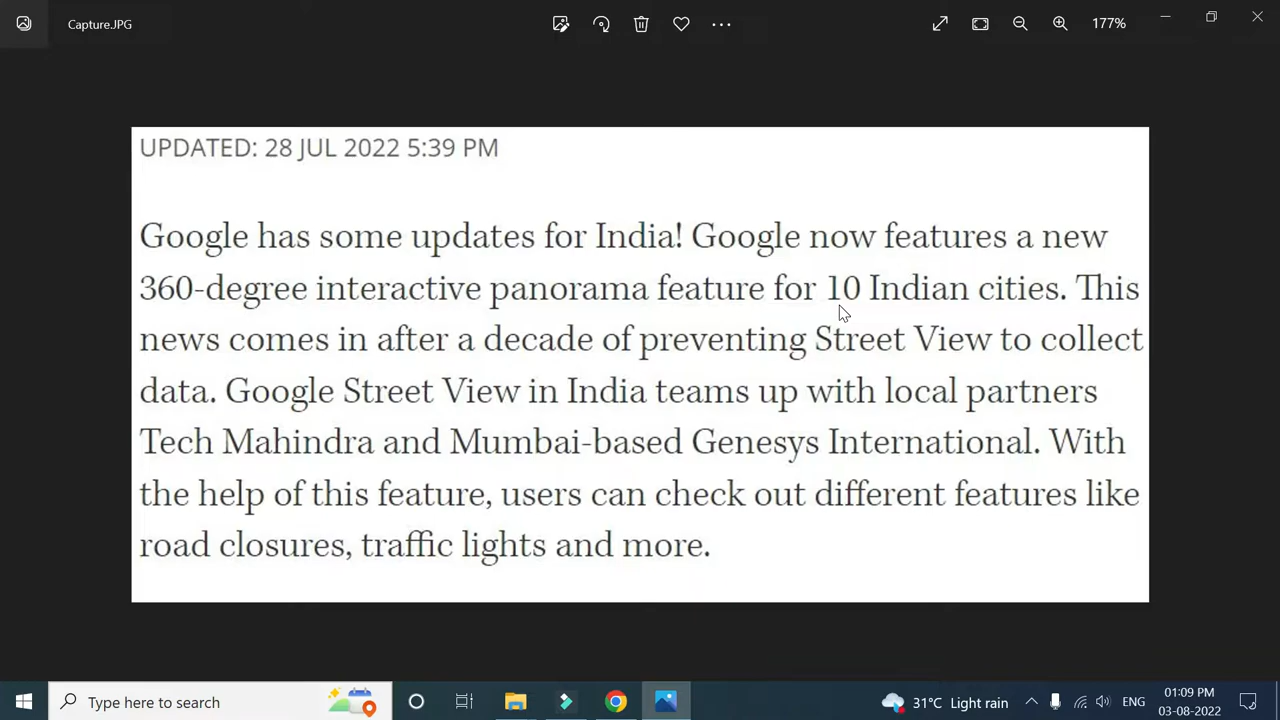 Capture.JPG
177%
UPDATED: 28 JUL 2022 5:39 PM
Google has some updates for India! Google now features a new
360-degree interactive panorama feature for 10 Indian cities. This
news comes in after a decade of preventing Street View to collect
data. Google Street View in India teams up with local partners
Tech Mahindra and Mumbai-based Genesys International. With
the help of this feature, users can check out different features like
road closures, traffic lights and more.
Type here to search
31°C Light rain
ENG
01:09 PM
03-08-2022